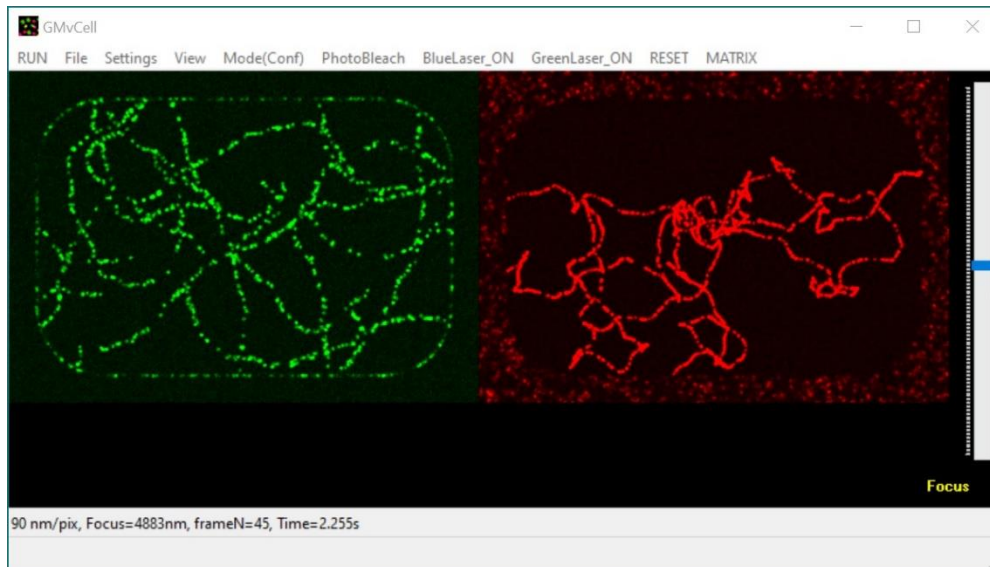 GMvCell
RUN File Settings View Mode(Conf) PhotoBleach BlueLaser_ON GreenLaser_ON RESET MATRIX
Focus
90 nm/pix, Focus=4883nm, frameN=45, Time=2.255s